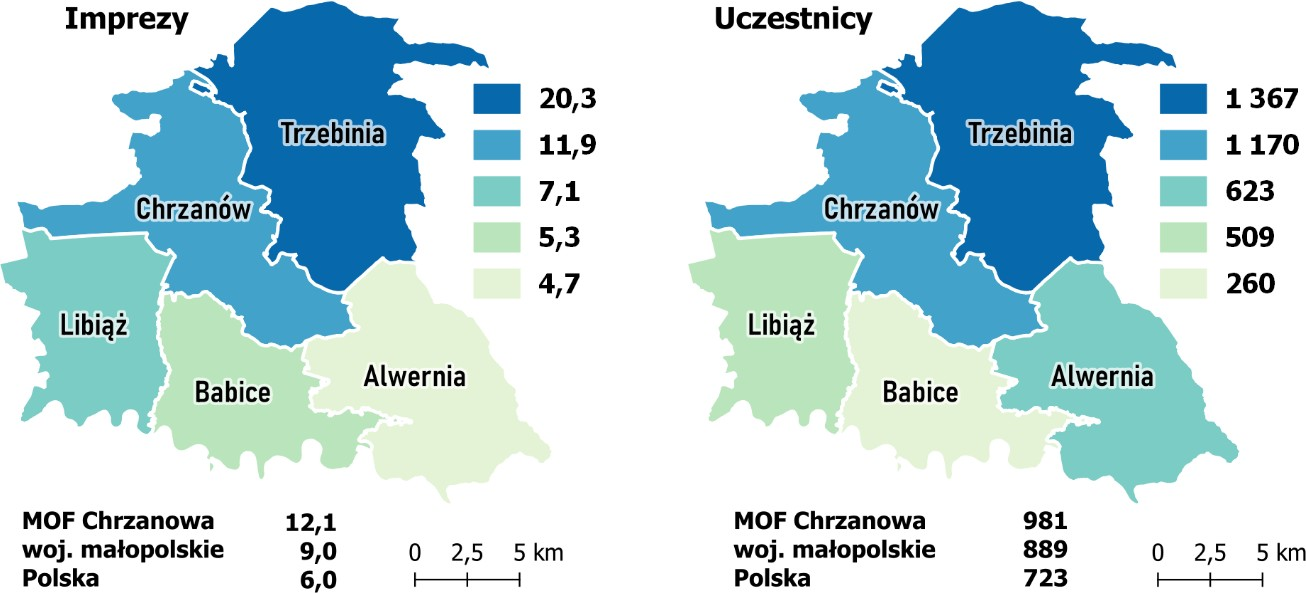 Imprezy
20,3
11,9
7,1
5,3
4,7
Trzebinia
Chrzanów
Libiąż
Babice
Alwernia
MOF Chrzanowa 12,1
woj. małopolskie 9,0
Polska 6,0
0 2,5 5 km
Uczestnicy
1 367
1 170
623
509
260
Trzebinia
Chrzanów
Libiąż
Babice
Alwernia
MOF Chrzanowa 981
woj. małopolskie 889
Polska 723
0 2,5 5 km